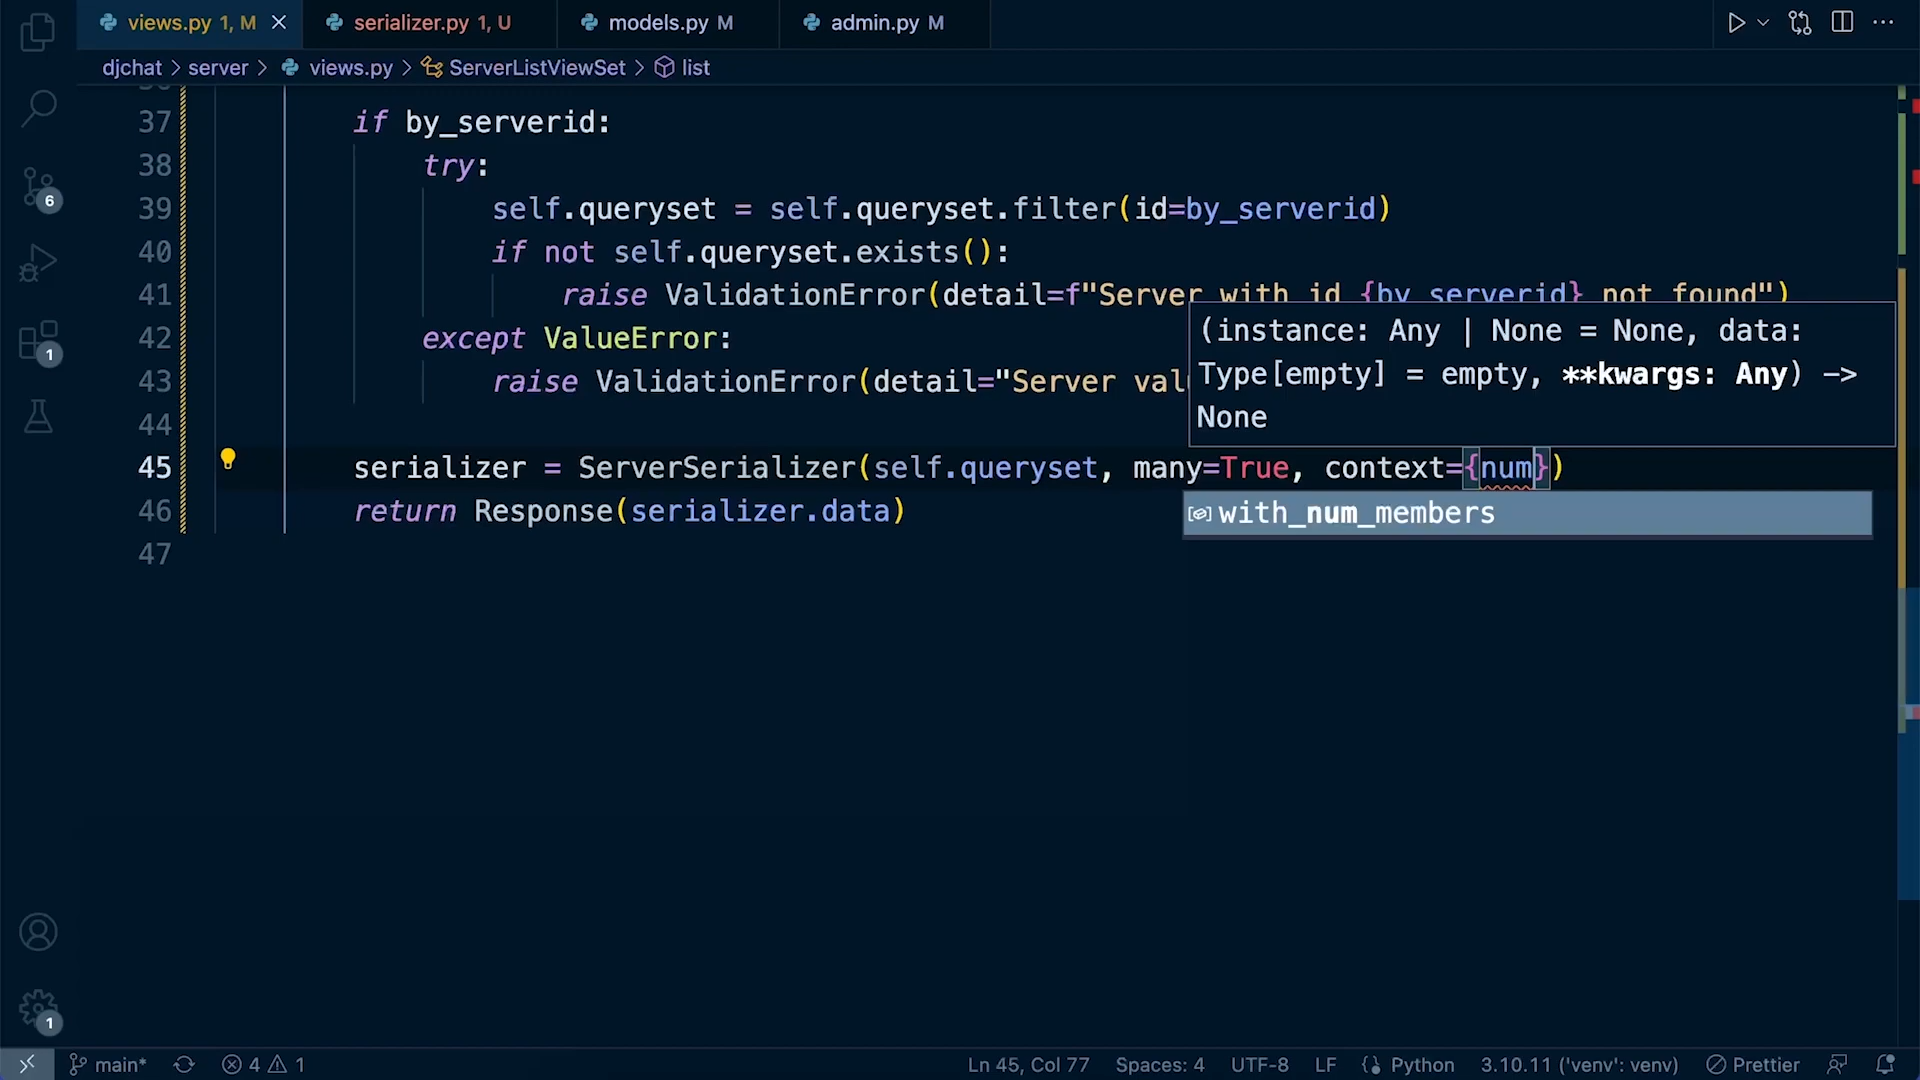 views.py 1, M
serializer.py 1, U
models.py M
admin.py M
djchat > server > views.py > ServerListViewSet > list
37 if by_serverid:
38 try:
39 self.queryset = self.queryset.filter(id=by_serverid)
40 if not self.queryset.exists():
41 raise ValidationError(detail=f"Server with id {by_serverid} not found")
42 except ValueError:
43 raise ValidationError(detail="Server val
(instance: Any | None = None, data:
Type[empty] = empty, **kwargs: Any) ->
None
44
45 serializer = ServerSerializer(self.queryset, many=True, context={num})
46 return Response(serializer.data)
with_num_members
47
6
1
1
main* 4 1 Ln 45, Col 77 Spaces: 4 UTF-8 LF Python 3.10.11 ('venv': venv) Prettier